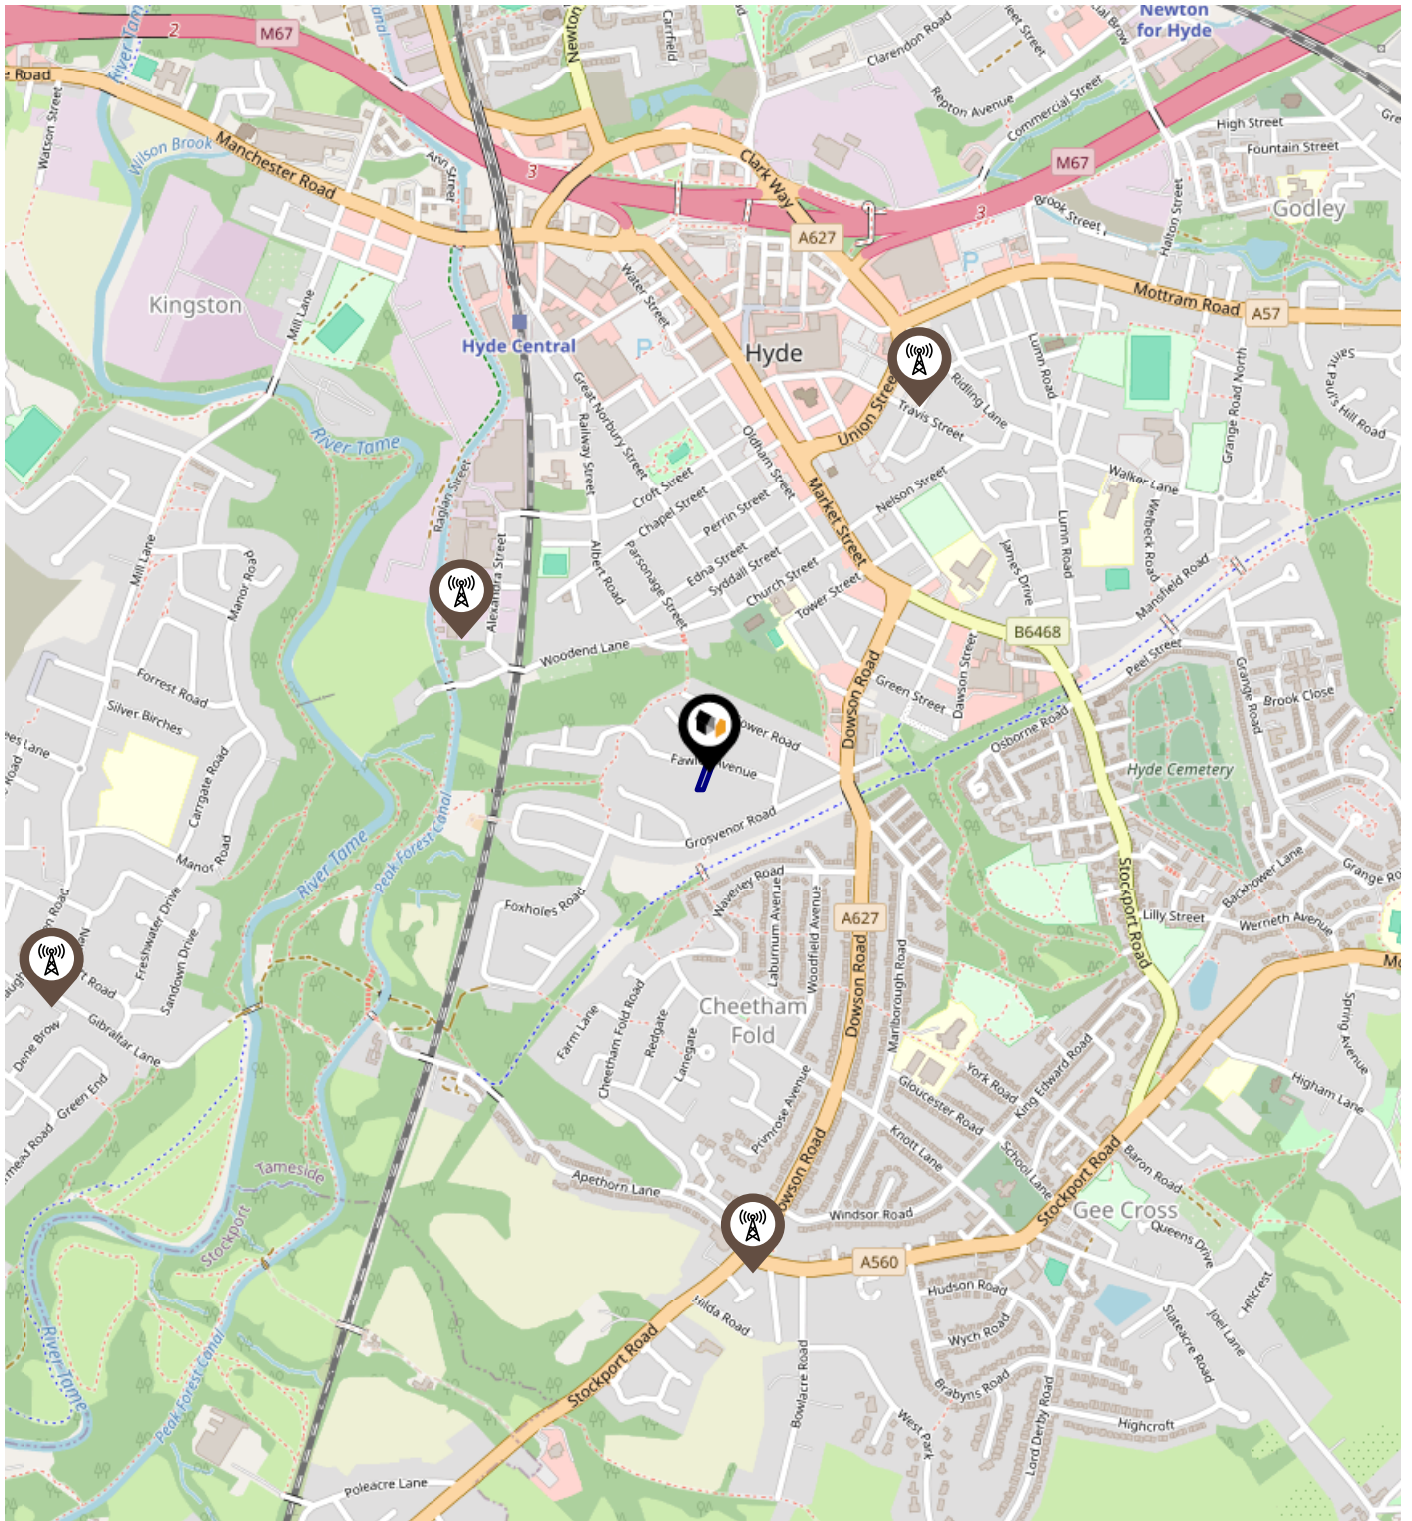 Newton
for Hyde
M67
2
River Tam
Newton
Carrfield
Clarendon Road
Repton Avenue
Commercial Street
High Street
Fountain Street
Godley
Watson Street
Wilson Brook
Manchester Road
Ann Street
3
Clark Way
M67
3
A627
Brook Street
Halton Street
Mottram Road
A57
Kingston
Mill Lane
Water Street
Hyde Central
P
P
Hyde
Great Norbury Street
Railway Street
Union Street
Travis Street
Ridling Lane
Lumn Road
Grange Road North
Saint Paul's Hill Road
River Tame
Raglan Street
Croft Street
Chapel Street
Perrin Street
Oldham Street
Market Street
Nelson Street
Walker Lane
Welbeck Road
Lumn Road
James Drive
Mansfield Road
Mill Lane
Manor Road
Alexandra Street
Albert Road
Parsonage Street
Edna Street
Syddall Street
Church Street
Tower Street
B6468
Peel Street
Woodend Lane
Forrest Road
Silver Birches
Carrgate Road
Manor Road
Dowson Road
Green Street
Dawson Street
Osborne Road
Grange Road
Brook Close
ower Road
Hyde Cemetery
Grosvenor Road
River Tame
Peak Forest Canal
Foxholes Road
Waverley Road
Laburnum Avenue
Woodfield Avenue
A627
Marlborough Road
Stockport Road
Lilly Street
Backbower Lane
Werneth Avenue
Grange Ro
Freshwater Drive
Sandown Drive
Dene Brow
Gibraltar Lane
Green End
Cheetham
Fold
Farm Lane
Cheetham Fold Road
Redgate
Lanegate
Dowson Road
Primrose Avenue
Gloucester Road
York Road
King Edward Road
Spring Avenue
Higham Lane
Knott Lane
School Lane
Baron Road
Tameside
Stockport
Apethorn Lane
Dowson Road
Windsor Road
Stockport Road
Gee Cross
Queens Drive
A560
Hilda Road
Hudson Road
Wych Road
Brabyns Road
Slateacre Road
Joel Lane
Hillcrest
River Tame
Peak Forest Canal
Stockport Road
Bowlacre Road
West Park
Lord Derby Road
Highcroft
Poleacre Lane